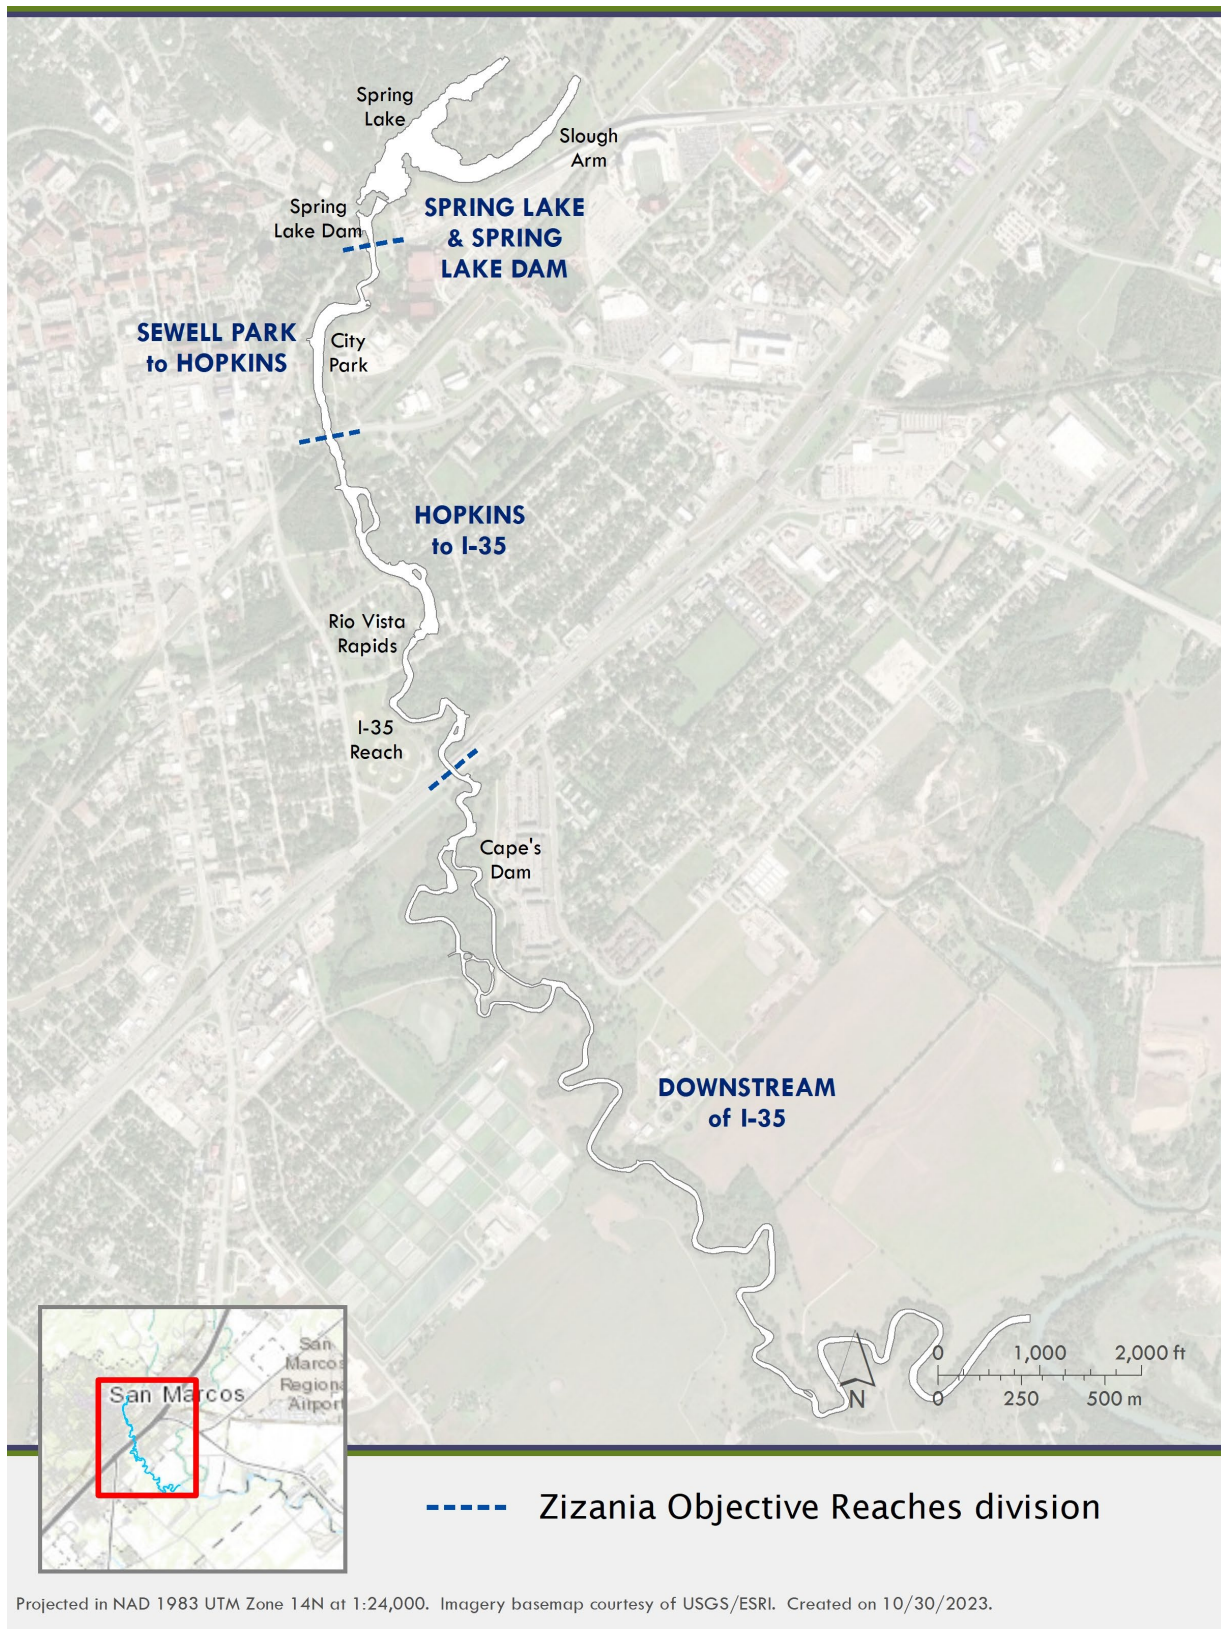 Spring
Lake
Slough
Arm
Spring
Lake Dam
SPRING LAKE
& SPRING
LAKE DAM
SEWELL PARK
to HOPKINS
City
Park
HOPKINS
to I-35
Rio Vista
Rapids
I-35
Reach
Cape's
Dam
DOWNSTREAM
of I-35
0 1,000 2,000 ft
0 250 500 m
N
San
Marcos
Regional
Airport
San Marcos
Zizania Objective Reaches division
Projected in NAD 1983 UTM Zone 14N at 1:24,000. Imagery basemap courtesy of USGS/ESRI. Created on 10/30/2023.